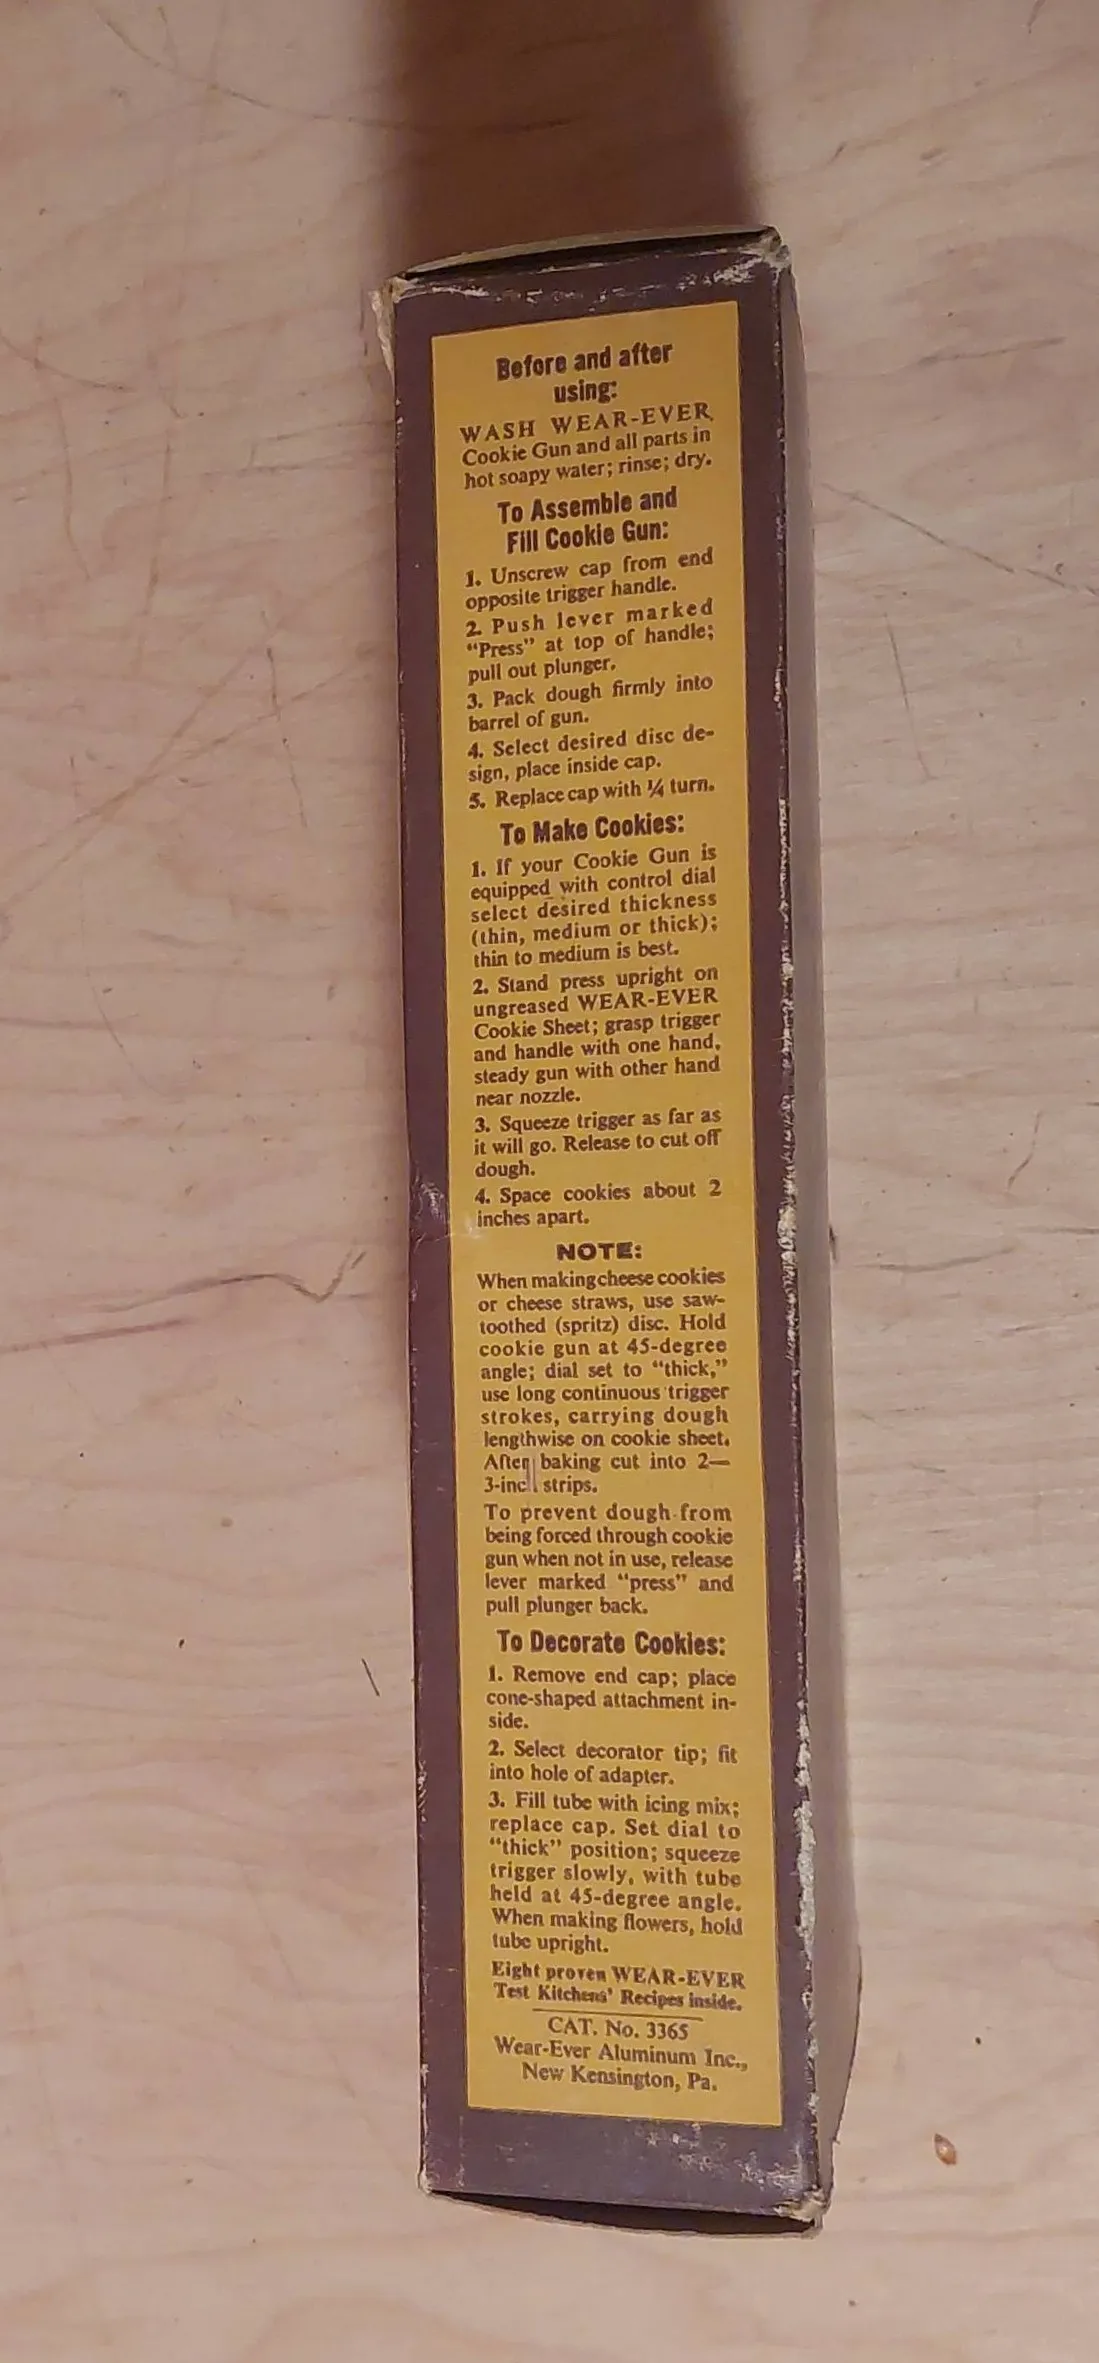 Before and after
using:
WASH WEAR-EVER
Cookie Gun and all parts in
hot soapy water; rinse; dry.
To Assemble and
Fill Cookie Gun:
1. Unscrew cap from end
opposite trigger handle.
2. Push lever marked
"Press" at top of handle;
pull out plunger.
3. Pack dough firmly into
barrel of gun.
4. Select desired disc de-
sign, place inside cap.
5. Replace cap with ¼ turn.
To Make Cookies:
1. If your Cookie Gun is
equipped with control dial
select desired thickness
(thin, medium or thick);
thin to medium is best.
2. Stand press upright on
ungreased WEAR-EVER
Cookie Sheet; grasp trigger
and handle with one hand,
steady gun with other hand
near nozzle.
3. Squeeze trigger as far as
it will go. Release to cut off
dough.
4. Space cookies about 2
inches apart.
NOTE:
When making cheese cookies
or cheese straws, use saw-
toothed (spritz) disc. Hold
cookie gun at 45-degree
angle; dial set to "thick,"
use long continuous trigger
strokes, carrying dough
lengthwise on cookie sheet.
After baking cut into 2—
3-inch strips.
To prevent dough from
being forced through cookie
gun when not in use, release
lever marked "press" and
pull plunger back.
To Decorate Cookies:
1. Remove end cap; place
cone-shaped attachment in-
side.
2. Select decorator tip; fit
into hole of adapter.
3. Fill tube with icing mix;
replace cap. Set dial to
"thick" position; squeeze
trigger slowly, with tube
held at 45-degree angle.
When making flowers, hold
tube upright.
Eight proven WEAR-EVER
Test Kitchens' Recipes inside.
CAT. No. 3365
Wear-Ever Aluminum Inc.,
New Kensington, Pa.